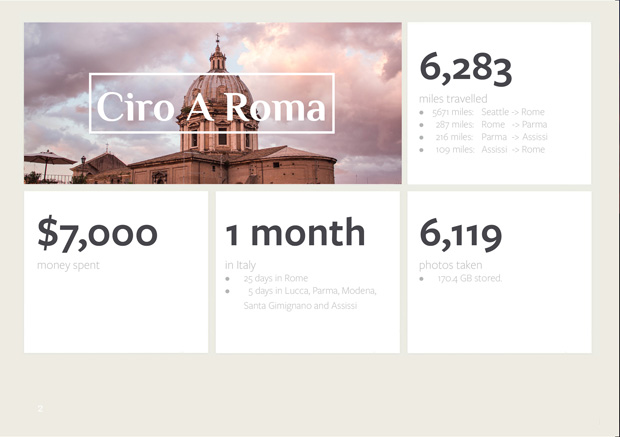 Ciro A Roma
6,283
miles travelled
5671 miles: Seattle -> Rome
287 miles: Rome -> Parma
216 miles: Parma -> Assissi
109 miles: Assissi -> Rome
$7,000
money spent
1 month
in Italy
25 days in Rome
5 days in Lucca, Parma, Modena,
Santa Gimignano and Assissi
6,119
photos taken
170.4 GB stored.
2